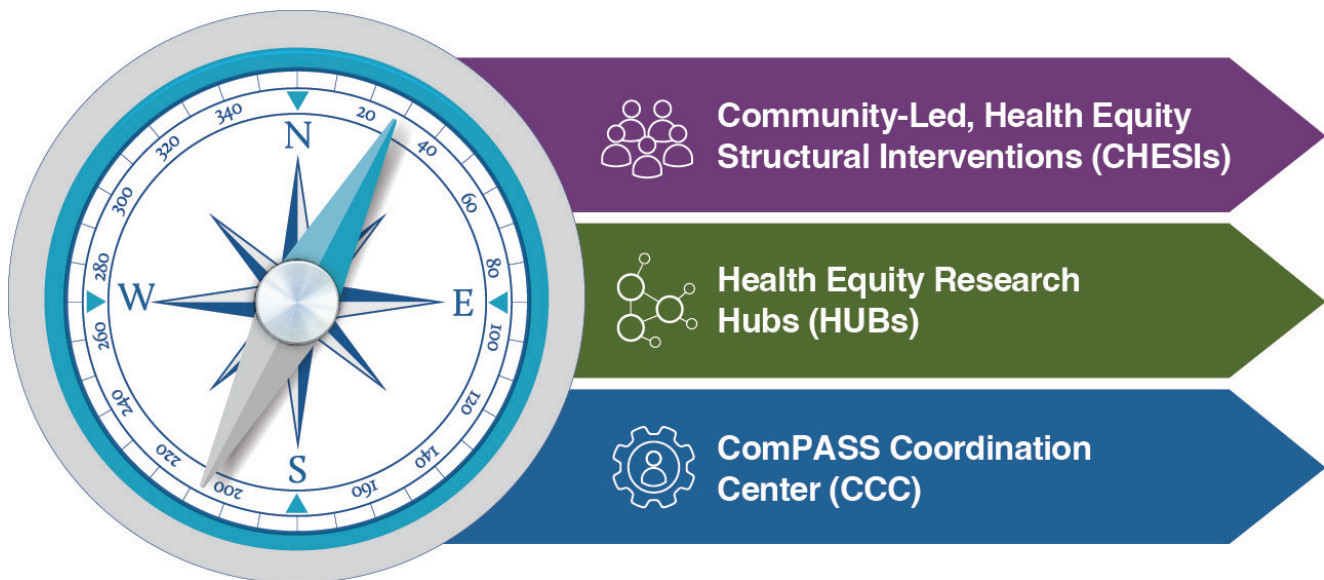 N
20
40
60
80
E
100
120
140
160
S
200
220
240
260
W
280
300
320
340
Community-Led, Health Equity
Structural Interventions (CHESIs)
Health Equity Research
Hubs (HUBs)
ComPASS Coordination
Center (CCC)